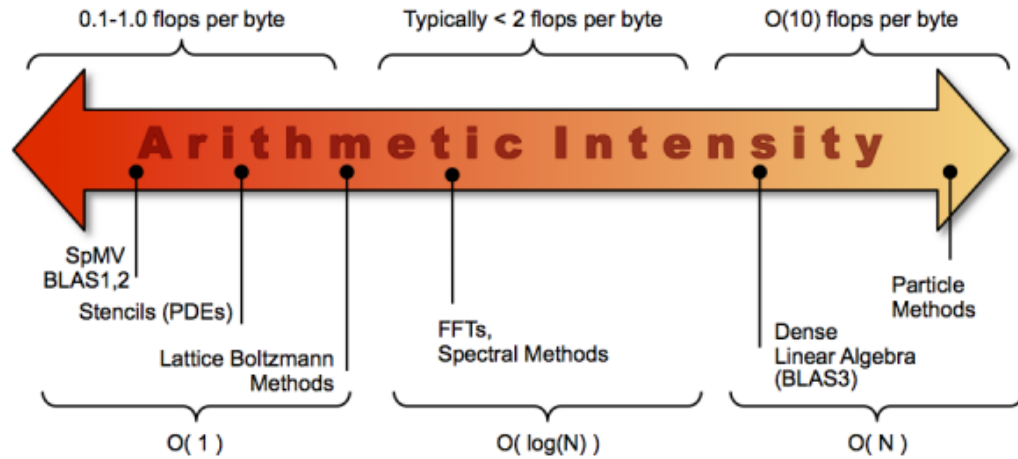 0.1-1.0 flops per byte
Typically < 2 flops per byte
O(10) flops per byte
Arithmetic Intensity
SpMV
BLAS1,2
Stencils (PDEs)
Lattice Boltzmann
Methods
FFTs,
Spectral Methods
Dense
Linear Algebra
(BLAS3)
Particle
Methods
O( 1 )
O( log(N) )
O( N )